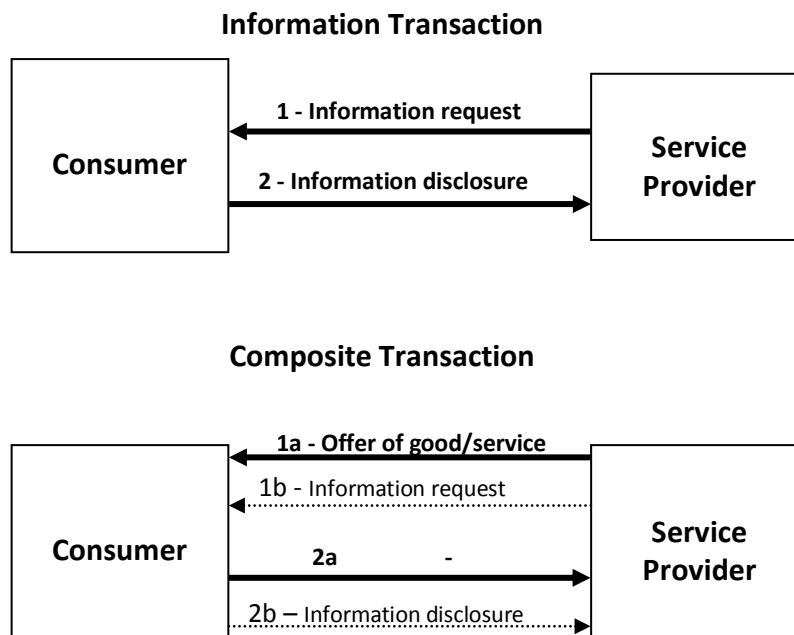 Information Transaction
1 - Information request
Consumer
Service
Provider
2 - Information disclosure
Composite Transaction
1a - Offer of good/service
1b - Information request
Consumer
Service
Provider
2a -
2b – Information disclosure